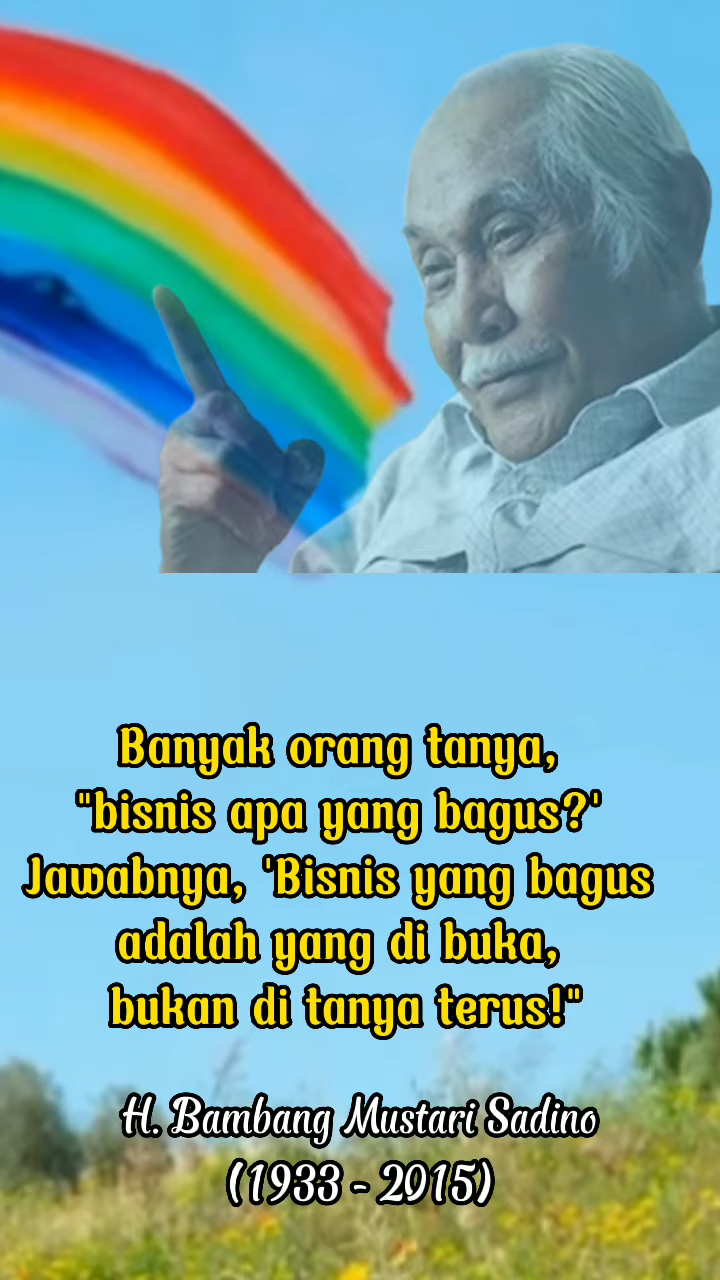 Banyak orang tanya,
"bisnis apa yang bagus?'
Jawabnya, 'Bisnis yang bagus
adalah yang di buka,
bukan di tanya terus!"
H. Bambang Mustari Sadino
(1933 - 2015)